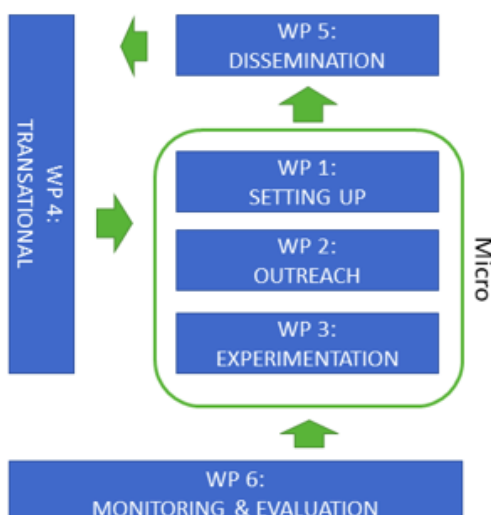 WP 5:
DISSEMINATION
WP 4:
TRANSATIONAL
WP 1:
SETTING UP
WP 2:
OUTREACH
WP 3:
EXPERIMENTATION
Micro
WP 6:
MONITORING & EVALUATION